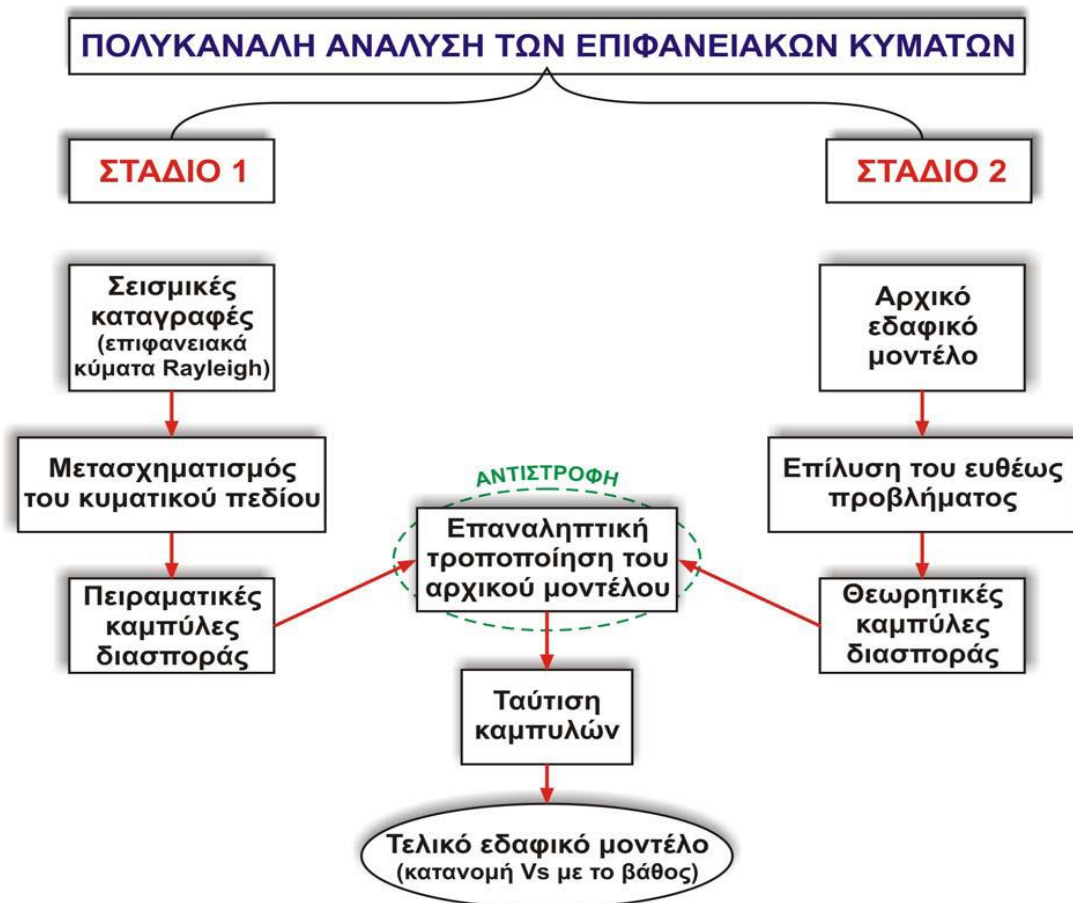 ΠΟΛΥΚΑΝΑΛΗ ΑΝΑΛΥΣΗ ΤΩΝ ΕΠΙΦΑΝΕΙΑΚΩΝ ΚΥΜΑΤΩΝ
ΣΤΑΔΙΟ 1
Σεισμικές
καταγραφές
(επιφανειακά
κύματα Rayleigh)
Μετασχηματισμός
του κυματικού πεδίου
Πειραματικές
καμπύλες
διασποράς
ΣΤΑΔΙΟ 2
Αρχικό
εδαφικό
μοντέλο
Επίλυση του ευθέως
προβλήματος
Θεωρητικές
καμπύλες
διασποράς
ΑΝΤΙΣΤΡΟΦΗ
Επαναληπτική
τροποποίηση του
αρχικού μοντέλου
Ταύτιση
καμπυλών
Τελικό εδαφικό μοντέλο
(κατανομή Vs με το βάθος)